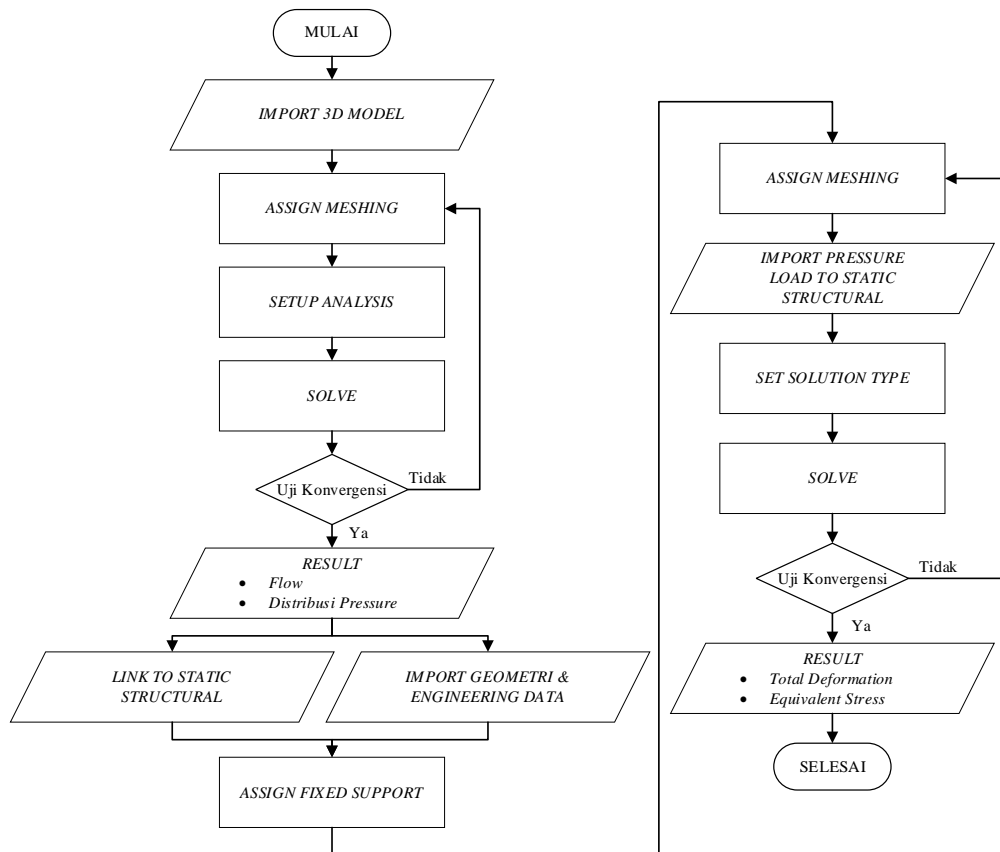 MULAI
IMPORT 3D MODEL
ASSIGN MESHING
SETUP ANALYSIS
SOLVE
Uji Konvergensi
Tidak
Ya
RESULT
• Flow
• Distribusi Pressure
LINK TO STATIC
STRUCTURAL
IMPORT GEOMETRI &
ENGINEERING DATA
ASSIGN FIXED SUPPORT
ASSIGN MESHING
IMPORT PRESSURE
LOAD TO STATIC
STRUCTURAL
SET SOLUTION TYPE
SOLVE
Uji Konvergensi
Tidak
Ya
RESULT
• Total Deformation
• Equivalent Stress
SELESAI